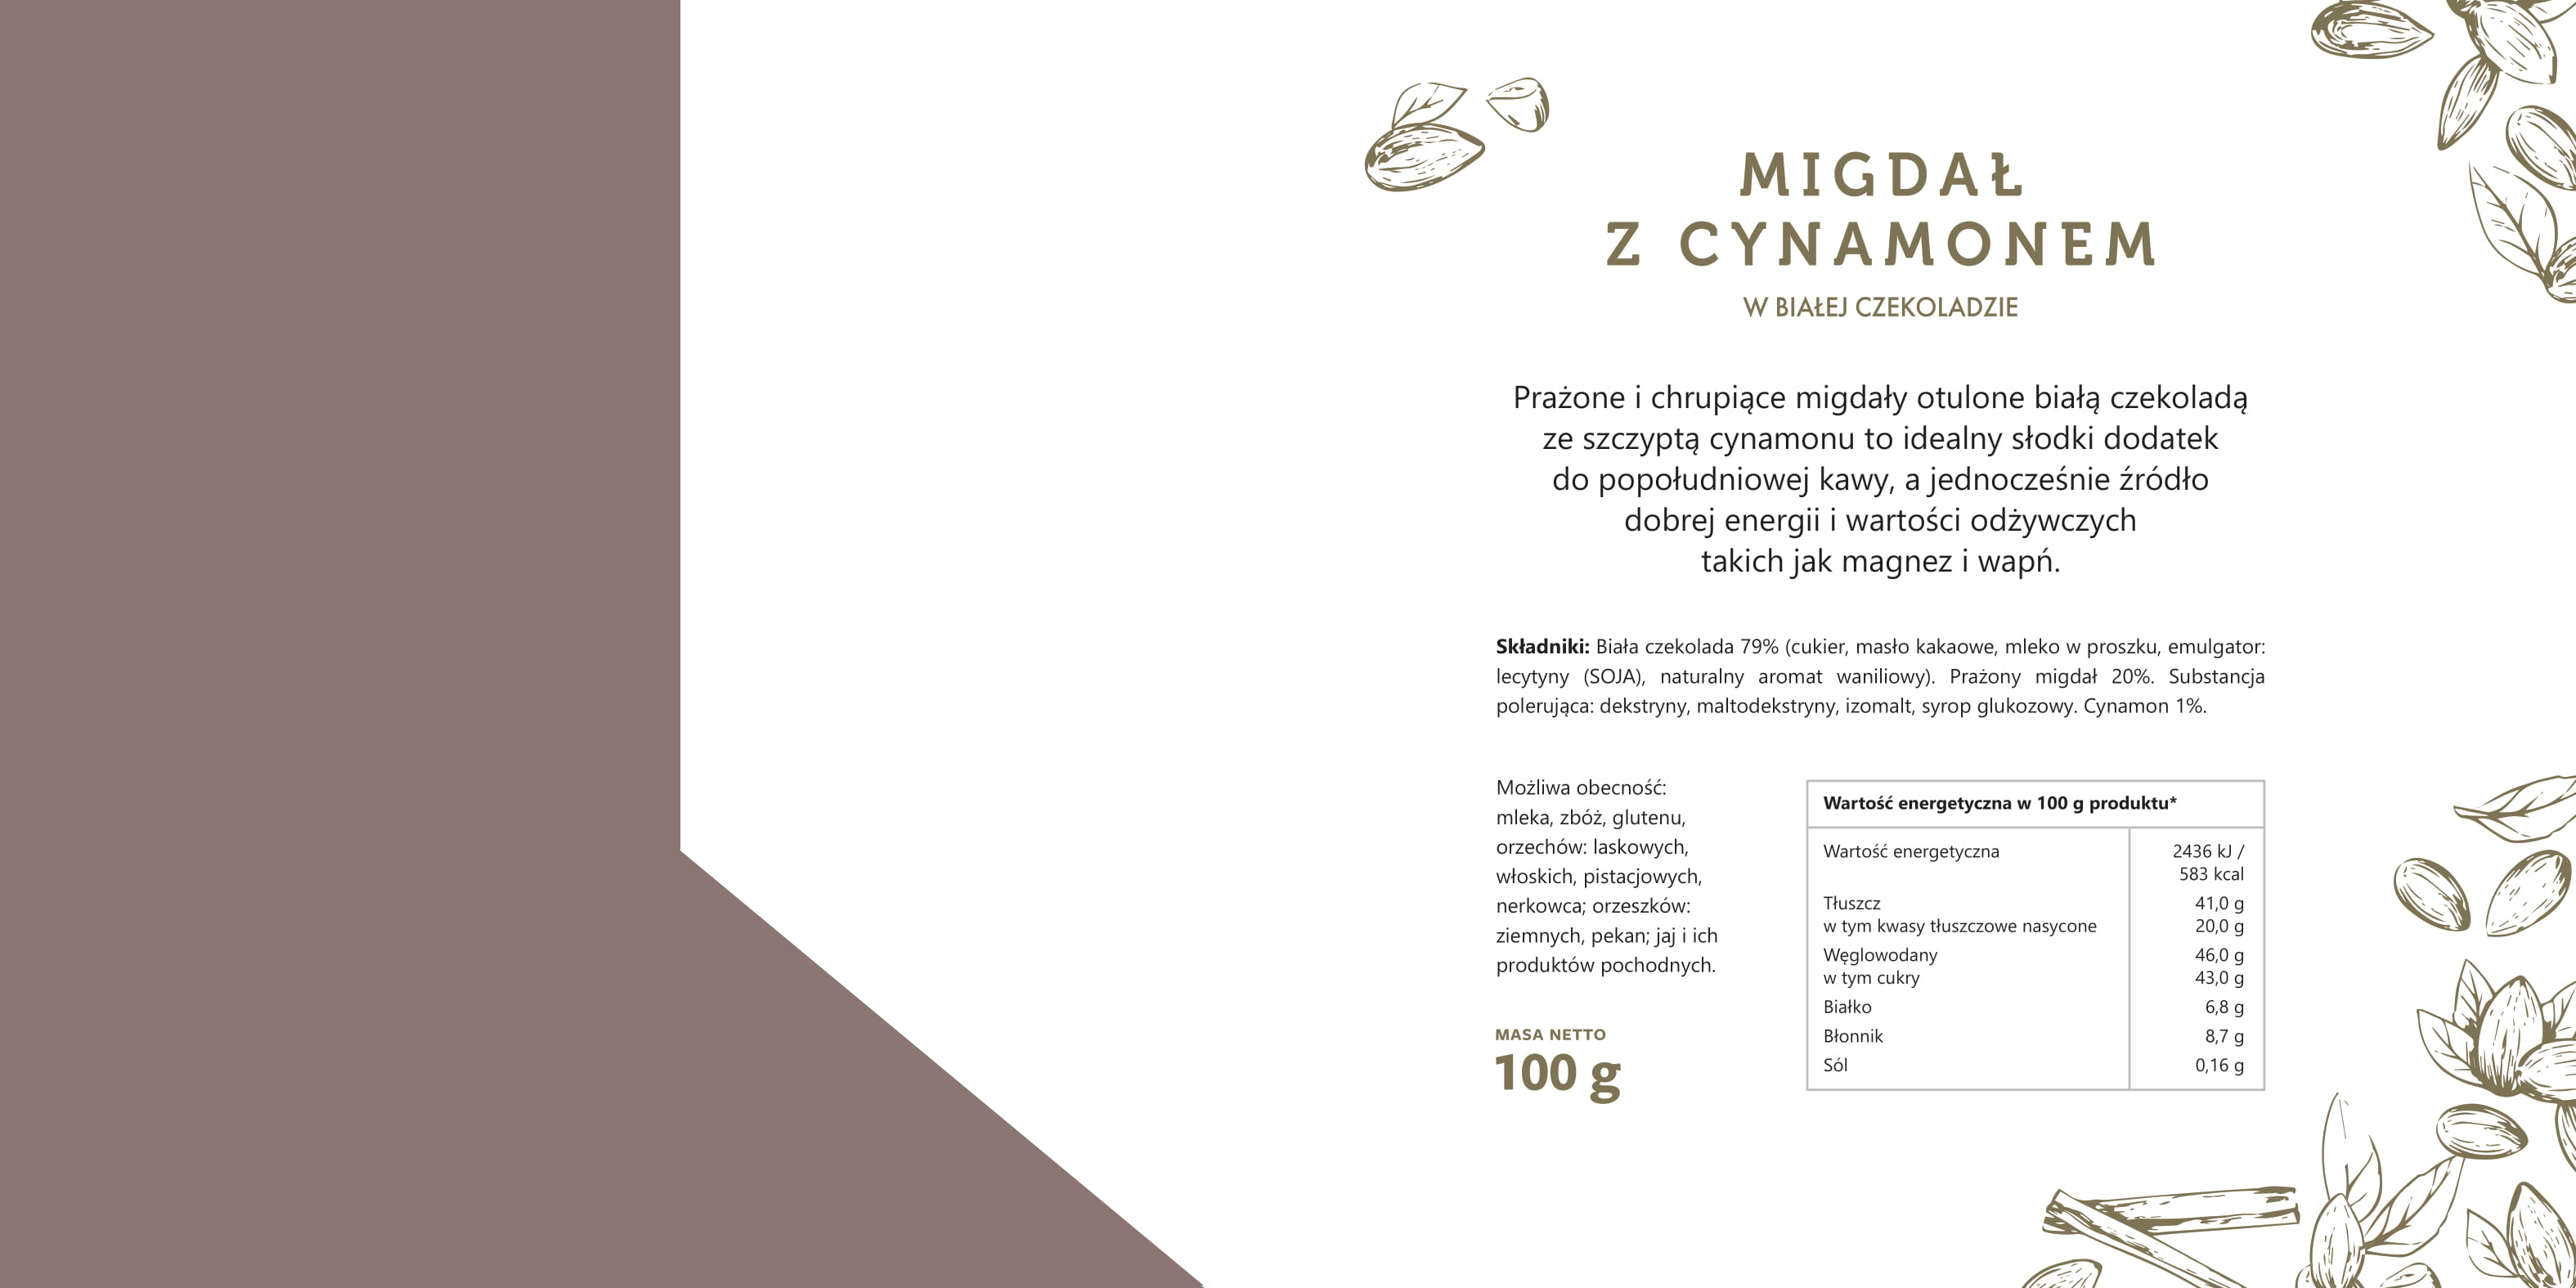 MIGDAŁ
Z CYNAMONEM
W BIAŁEJ CZEKOLADZIE
Prażone i chrupiące migdały otulone białą czekoladą
ze szczyptą cynamonu to idealny słodki dodatek
do popołudniowej kawy, a jednocześnie źródło
dobrej energii i wartości odżywczych
takich jak magnez i wapń.
Składniki: Biała czekolada 79% (cukier, masło kakaowe, mleko w proszku, emulgator:
lecytyny (SOJA), naturalny aromat waniliowy). Prażony migdał 20%. Substancja
polerująca: dekstryny, maltodekstryny, izomalt, syrop glukozowy. Cynamon 1%.
Możliwa obecność:
mleka, zbóż, glutenu,
orzechów: laskowych,
włoskich, pistacjowych,
nerkowca; orzeszków:
ziemnych, pekan; jaj i ich
produktów pochodnych.
MASA NETTO
100 g
Wartość energetyczna w 100 g produktu*
Wartość energetyczna 2436 kJ /
583 kcal
Tłuszcz 41,0 g
w tym kwasy tłuszczowe nasycone 20,0 g
Węglowodany 46,0 g
w tym cukry 43,0 g
Białko 6,8 g
Błonnik 8,7 g
Sól 0,16 g